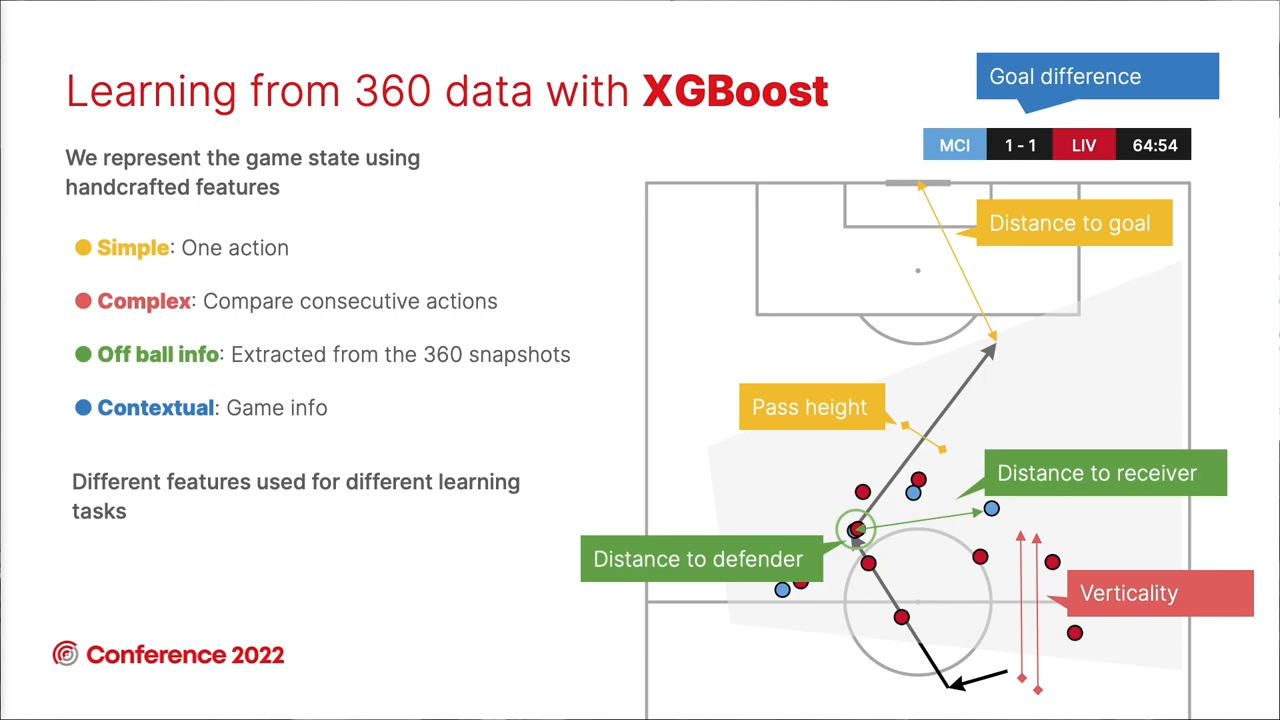 Learning from 360 data with XGBoost
We represent the game state using
handcrafted features
Simple: One action
Complex: Compare consecutive actions
Off ball info: Extracted from the 360 snapshots
Contextual: Game info
Different features used for different learning
tasks
Conference 2022
Goal difference
MCI 1 - 1 LIV 64:54
Distance to goal
Pass height
Distance to receiver
Distance to defender
Verticality